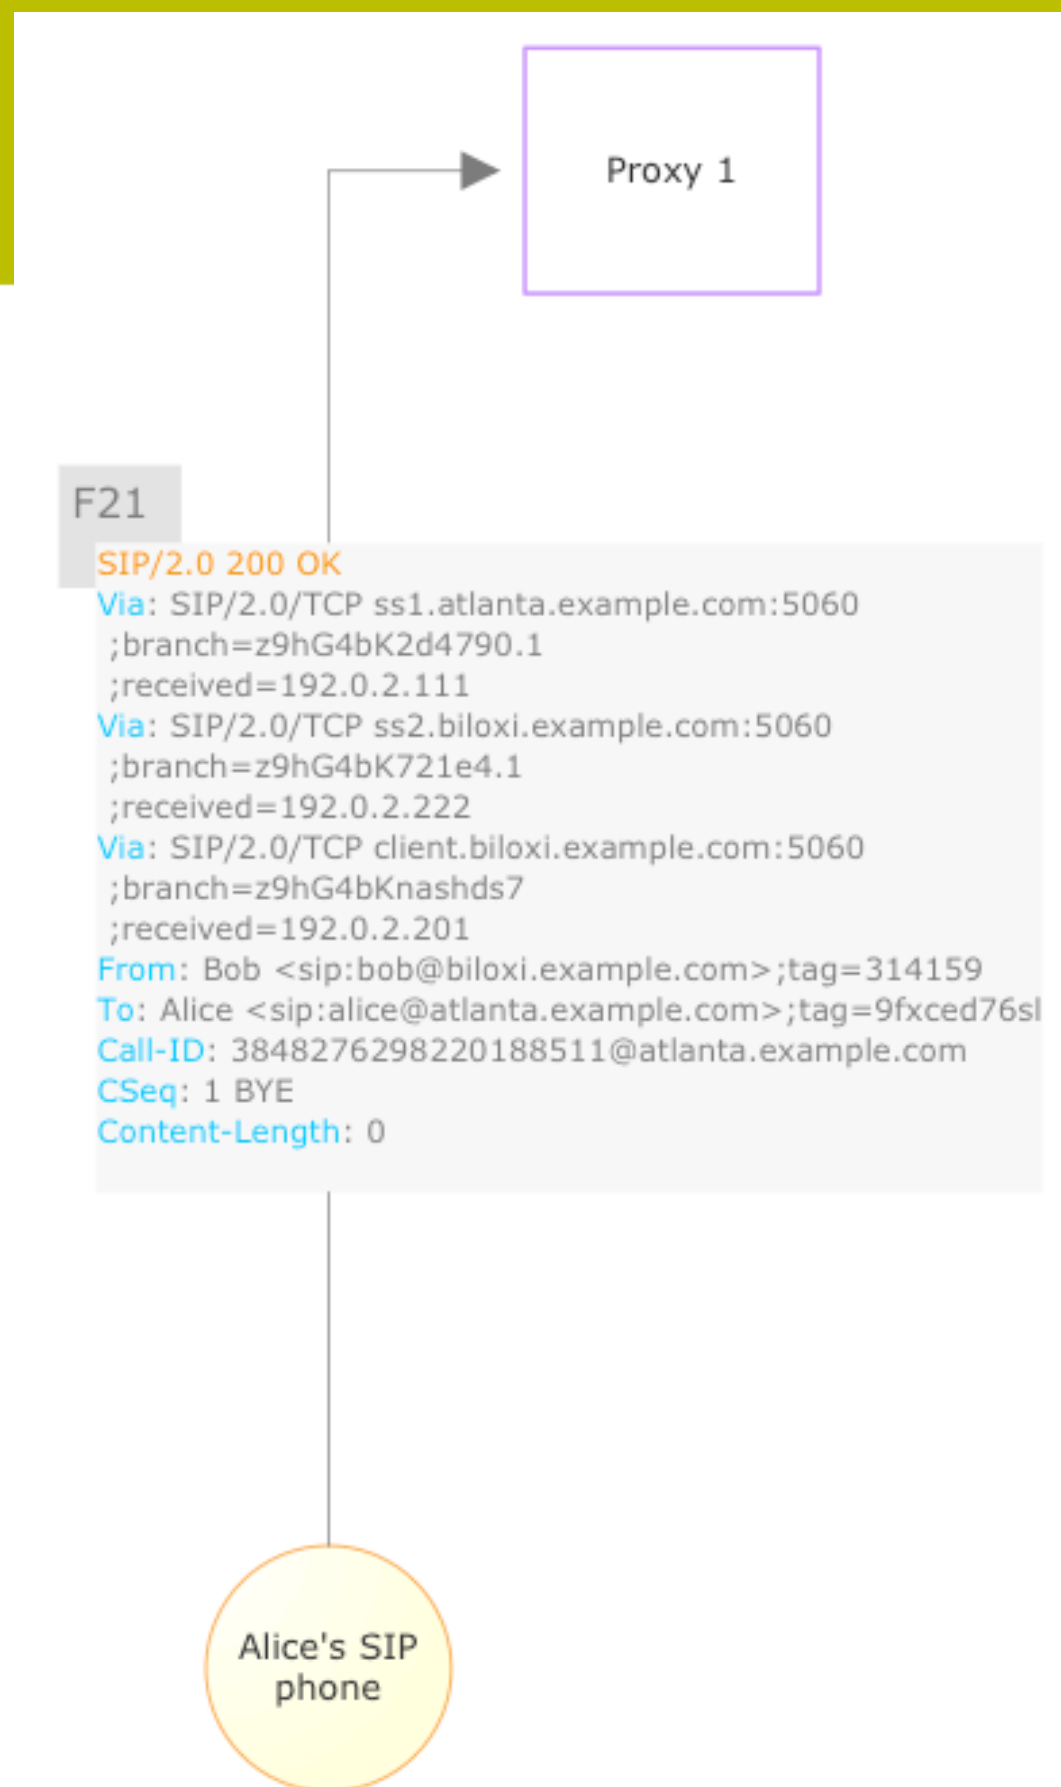 Proxy 1
F21
SIP/2.0 200 OK
Via: SIP/2.0/TCP ss1.atlanta.example.com:5060
;branch=z9hG4bK2d4790.1
;received=192.0.2.111
Via: SIP/2.0/TCP ss2.biloxi.example.com:5060
;branch=z9hG4bK721e4.1
;received=192.0.2.222
Via: SIP/2.0/TCP client.biloxi.example.com:5060
;branch=z9hG4bKnashds7
;received=192.0.2.201
From: Bob <sip:bob@biloxi.example.com>;tag=314159
To: Alice <sip:alice@atlanta.example.com>;tag=9fxced76sl
Call-ID: 3848276298220188511@atlanta.example.com
CSeq: 1 BYE
Content-Length: 0
Alice's SIP
phone